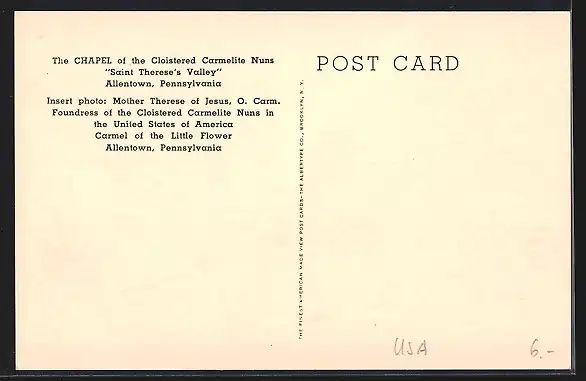 The CHAPEL of the Cloistered Carmelite Nuns
"Saint Therese's Valley"
Allentown, Pennsylvania
Insert photo: Mother Therese of Jesus, O. Carm.
Foundress of the Cloistered Carmelite Nuns in
the United States of America
Carmel of the Little Flower
Allentown, Pennsylvania
THE FINEST AMERICAN MADE VIEW POST CARDS—THE ALBERTYPE CO., BROOKLYN, N. Y.
POST CARD
USA
6.-